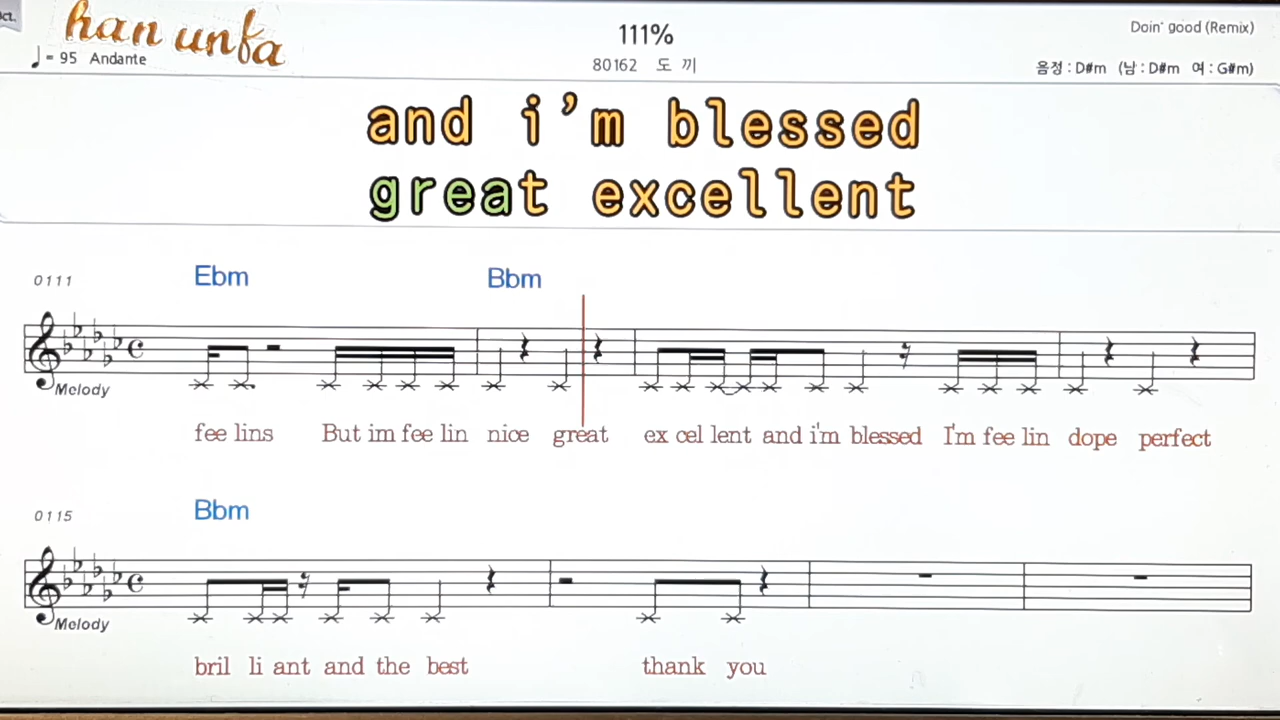 ct.
han unfa
♩= 95 Andante
111%
80162 도 끼
Doin' good (Remix)
음정 : D#m (남 : D#m 여 : G#m)
and i'm blessed
great excellent
0111
Ebm Bbm
Melody
fee lins But im fee lin nice great ex cel lent and i'm blessed I'm fee lin dope perfect
0115
Bbm
Melody
bril li ant and the best thank you